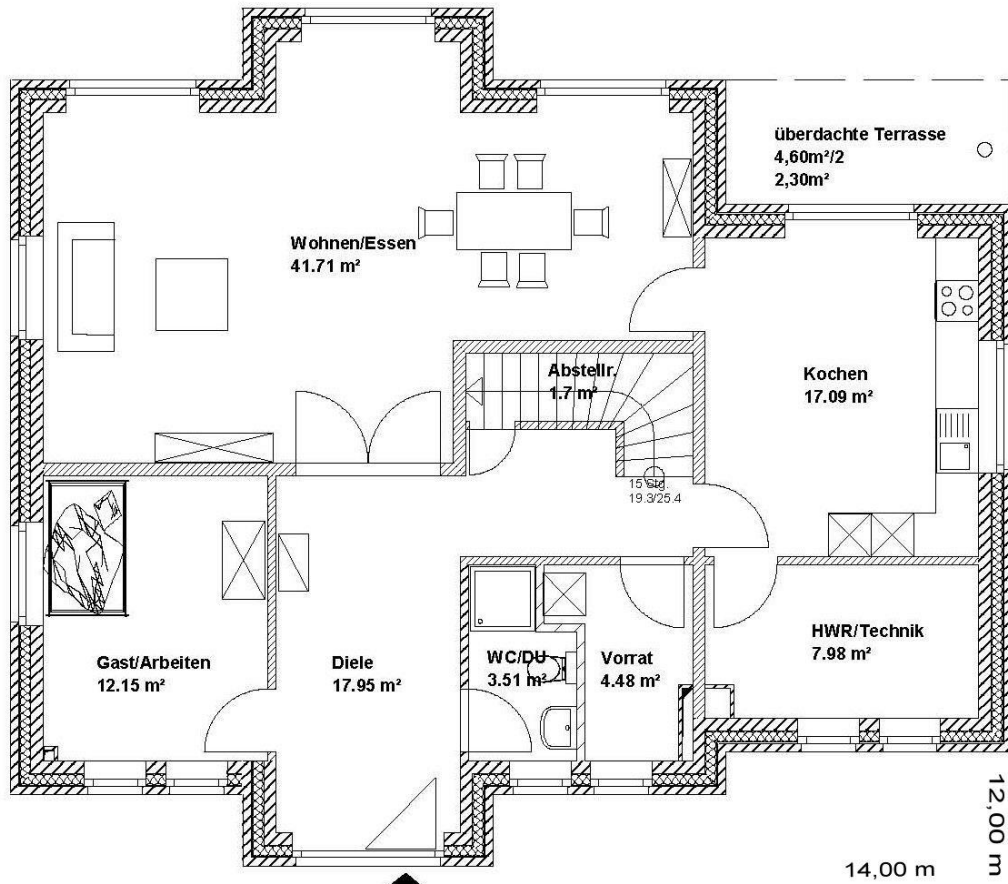 überdachte Terrasse
4,60m²/2
2,30m²
Wohnen/Essen
41.71 m²
Abstellr.
1.7 m²
Kochen
17.09 m²
15 Stg.
19.3/25.4
Gast/Arbeiten
12.15 m²
Diele
17.95 m²
WC/DU
3.51 m²
Vorrat
4.48 m²
HWR/Technik
7.98 m²
14,00 m
12,00 m